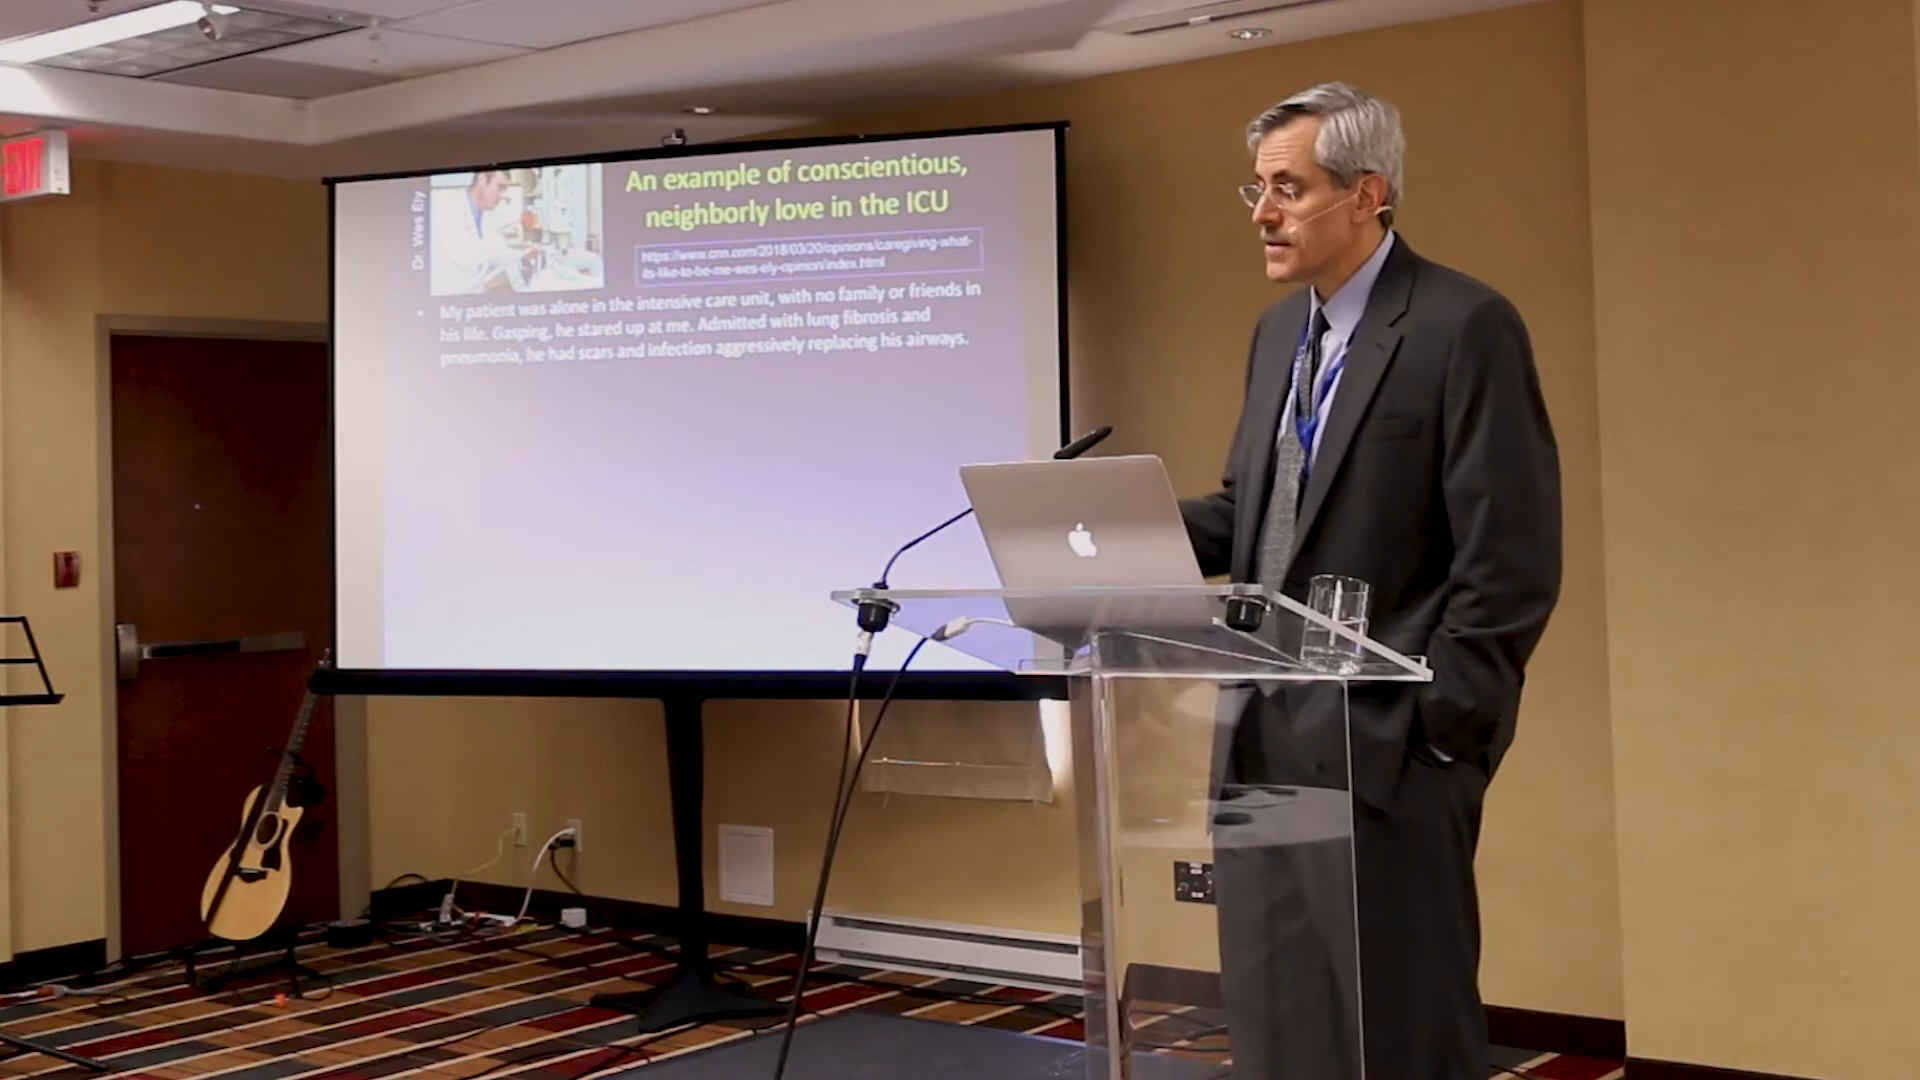 EXIT
Dr. Wes Ely
An example of conscientious,
neighborly love in the ICU
https://www.cnn.com/2018/03/20/opinions/caregiving-what-
its-like-to-be-me-wes-ely-opinion/index.html
• My patient was alone in the intensive care unit, with no family or friends in
his life. Gasping, he stared up at me. Admitted with lung fibrosis and
pneumonia, he had scars and infection aggressively replacing his airways.